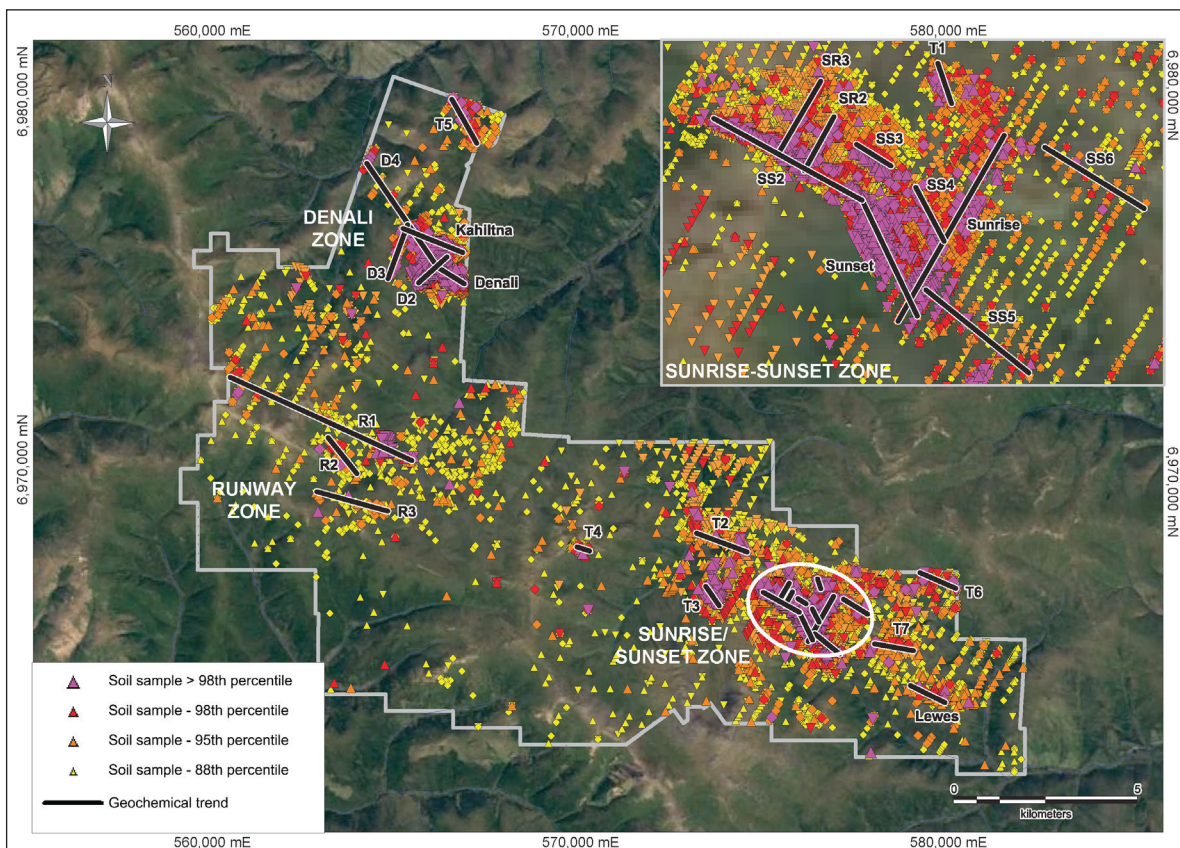 560,000 mE
570,000 mE
580,000 mE
6,980,000 mN
6,980,000 mN
N
T5
D4
DENALI
ZONE
Kahiltna
D3
D2
Denali
SR3
T1
SR2
SS3
SS6
SS2
SS4
Sunrise
Sunset
SS5
SUNRISE-SUNSET ZONE
R1
R2
RUNWAY
ZONE
R3
6,970,000 mN
6,970,000 mN
T2
T4
T3
T6
SUNRISE/
SUNSET ZONE
T7
Lewes
Soil sample > 98th percentile
Soil sample - 98th percentile
Soil sample - 95th percentile
Soil sample - 88th percentile
Geochemical trend
0 5
kilometers
560,000 mE
570,000 mE
580,000 mE